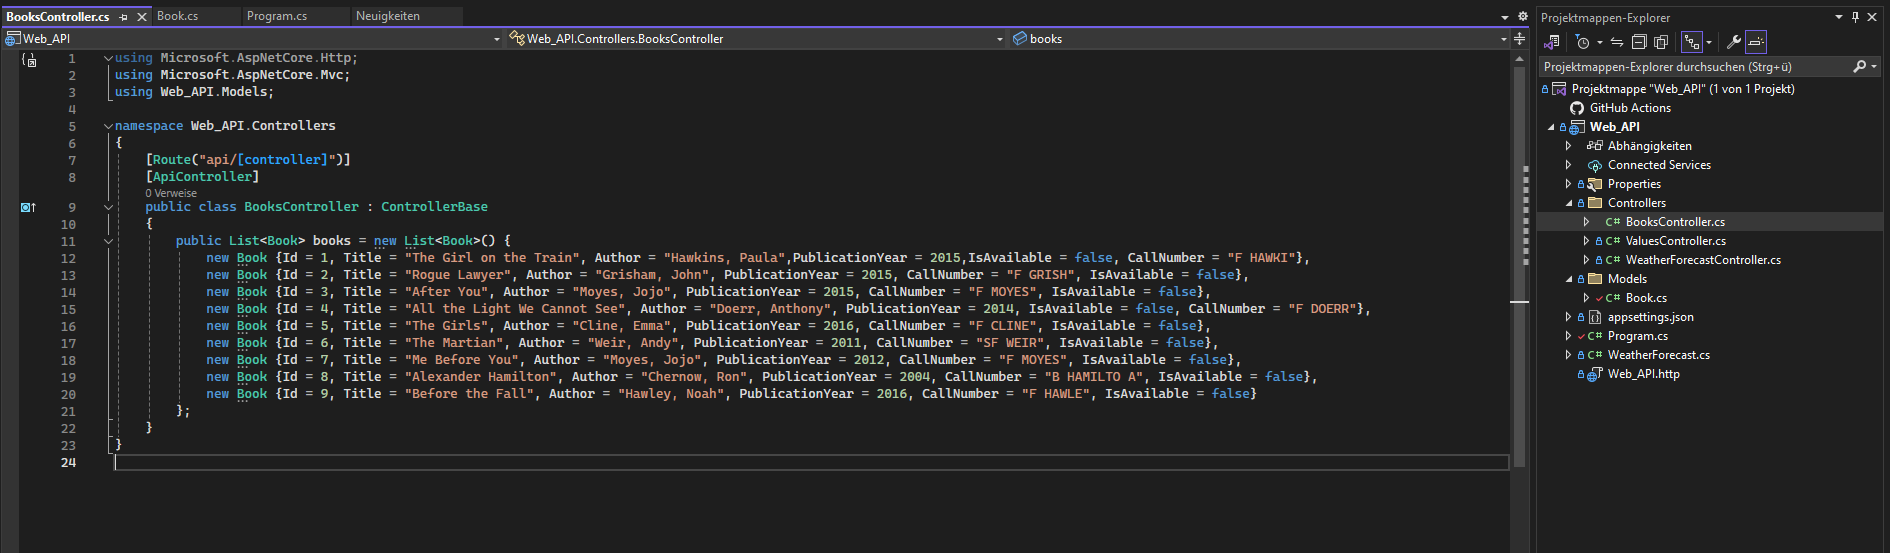 BooksController.cs
Book.cs
Program.cs
Neuigkeiten
Web_API
Web_API.Controllers.BooksController
books
1 using Microsoft.AspNetCore.Http;
2 using Microsoft.AspNetCore.Mvc;
3 using Web_API.Models;
4
5 namespace Web_API.Controllers
6 {
7 [Route("api/[controller]")]
8 [ApiController]
0 Verweise
9 public class BooksController : ControllerBase
10 {
11 public List<Book> books = new List<Book>() {
12 new Book {Id = 1, Title = "The Girl on the Train", Author = "Hawkins, Paula",PublicationYear = 2015,IsAvailable = false, CallNumber = "F HAWKI"},
13 new Book {Id = 2, Title = "Rogue Lawyer", Author = "Grisham, John", PublicationYear = 2015, CallNumber = "F GRISH", IsAvailable = false},
14 new Book {Id = 3, Title = "After You", Author = "Moyes, Jojo", PublicationYear = 2015, CallNumber = "F MOYES", IsAvailable = false},
15 new Book {Id = 4, Title = "All the Light We Cannot See", Author = "Doerr, Anthony", PublicationYear = 2014, IsAvailable = false, CallNumber = "F DOERR"},
16 new Book {Id = 5, Title = "The Girls", Author = "Cline, Emma", PublicationYear = 2016, CallNumber = "F CLINE", IsAvailable = false},
17 new Book {Id = 6, Title = "The Martian", Author = "Weir, Andy", PublicationYear = 2011, CallNumber = "SF WEIR", IsAvailable = false},
18 new Book {Id = 7, Title = "Me Before You", Author = "Moyes, Jojo", PublicationYear = 2012, CallNumber = "F MOYES", IsAvailable = false},
19 new Book {Id = 8, Title = "Alexander Hamilton", Author = "Chernow, Ron", PublicationYear = 2004, CallNumber = "B HAMILTO A", IsAvailable = false},
20 new Book {Id = 9, Title = "Before the Fall", Author = "Hawley, Noah", PublicationYear = 2016, CallNumber = "F HAWLE", IsAvailable = false}
21 };
22 }
23 }
24
Projektmappen-Explorer
Projektmappen-Explorer durchsuchen (Strg+ü)
Projektmappe "Web_API" (1 von 1 Projekt)
GitHub Actions
Web_API
Abhängigkeiten
Connected Services
Properties
Controllers
C# BooksController.cs
C# ValuesController.cs
C# WeatherForecastController.cs
Models
C# Book.cs
appsettings.json
C# Program.cs
C# WeatherForecast.cs
Web_API.http